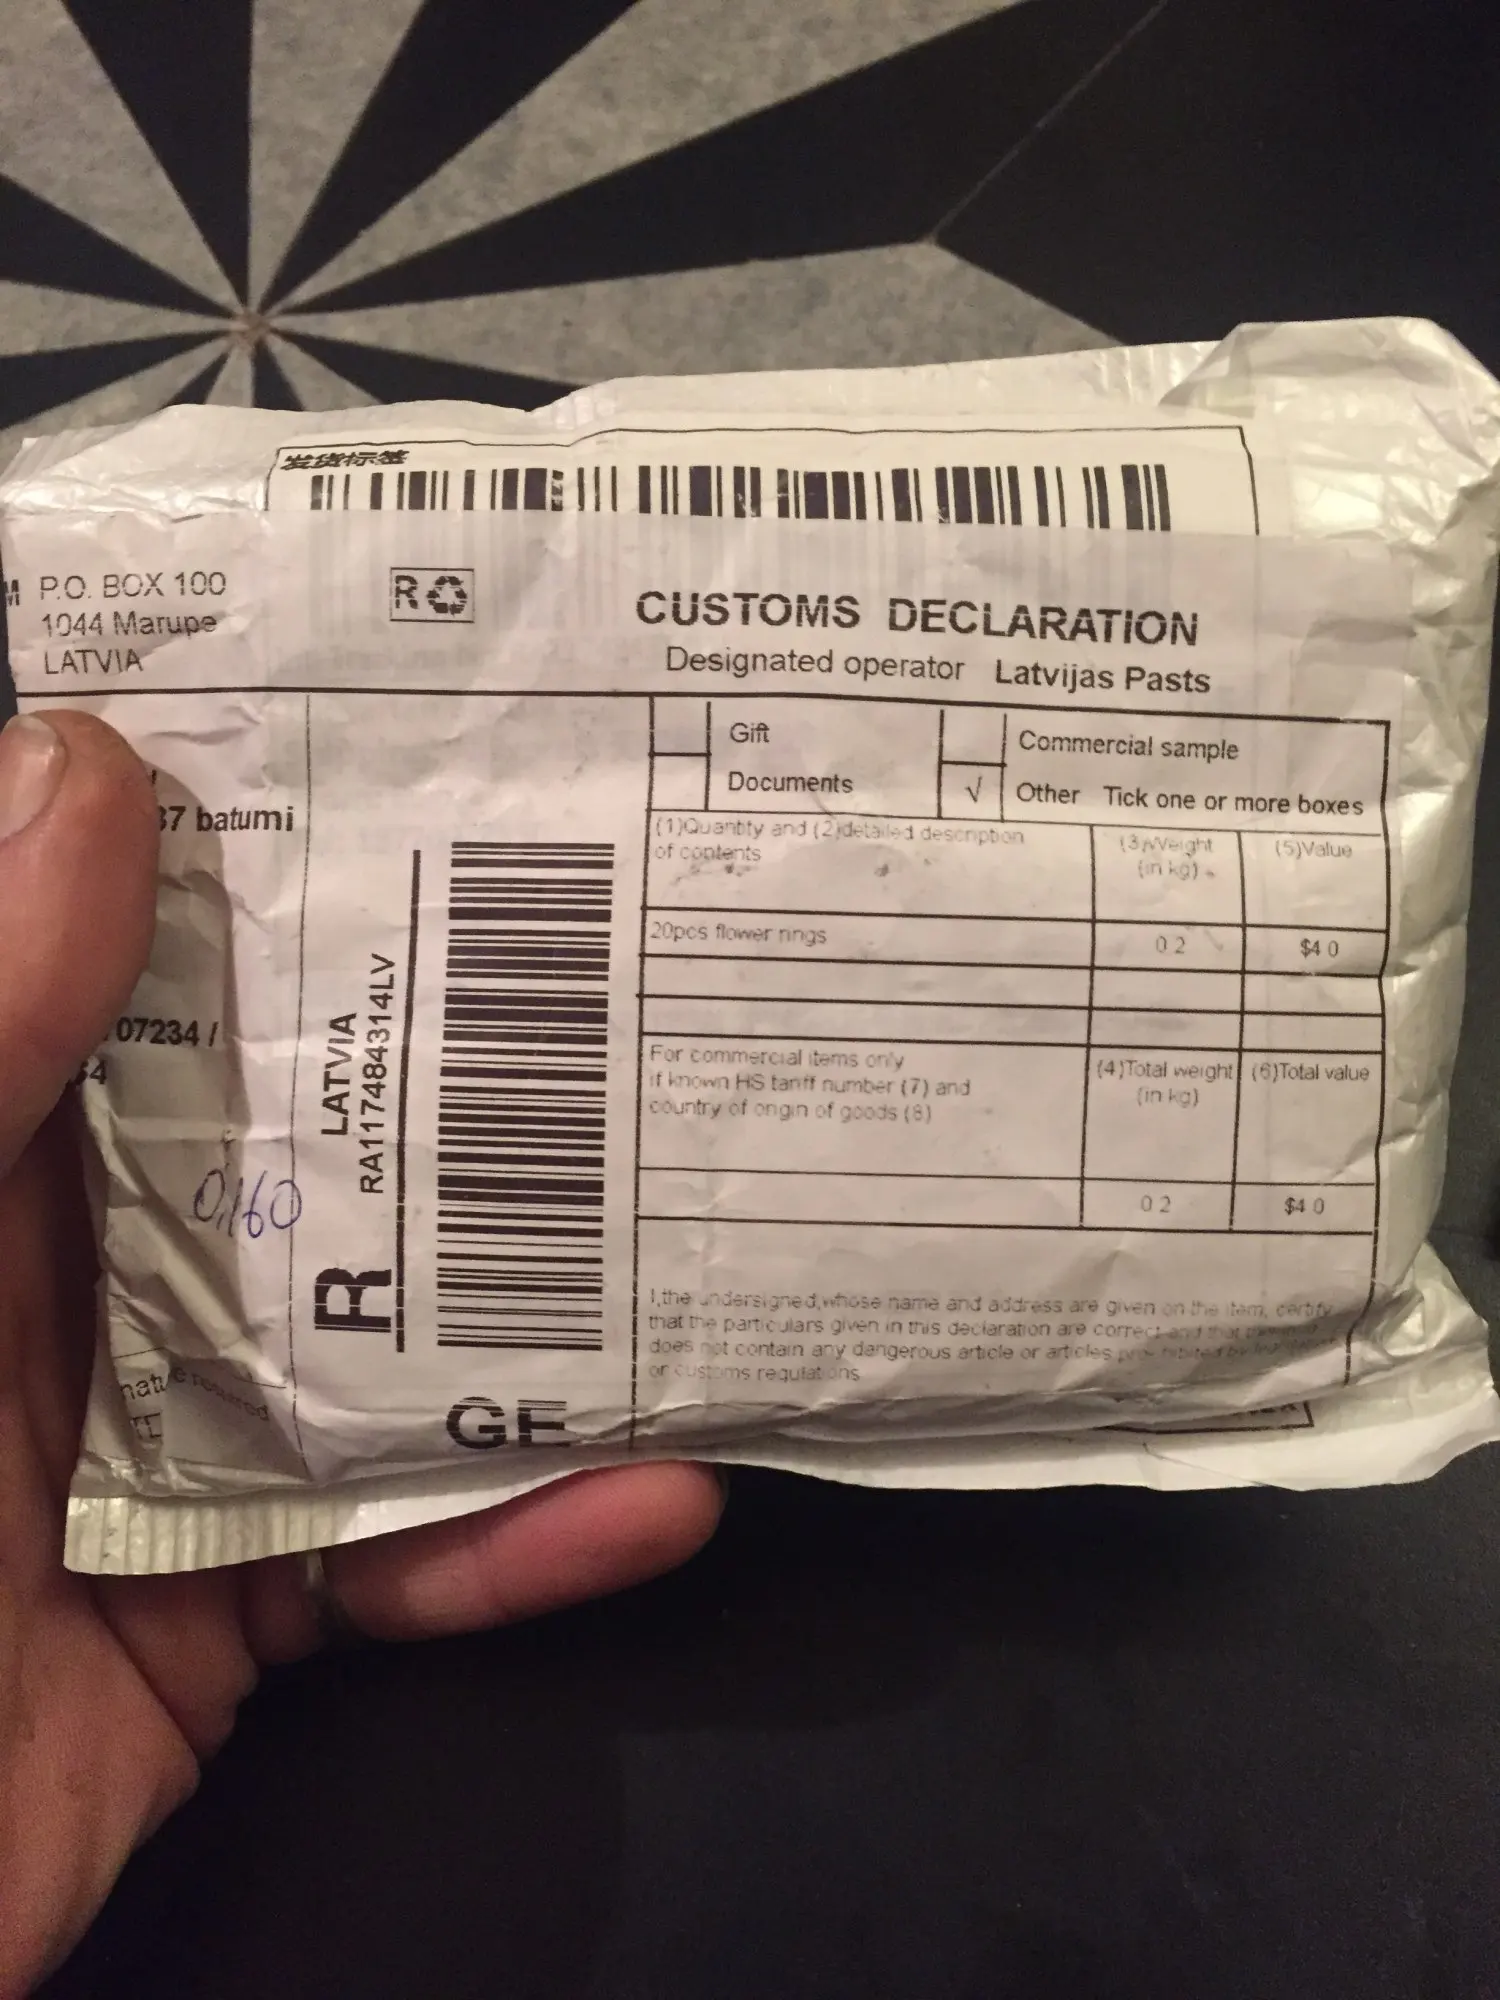 发货标签
P.O. BOX 100
1044 Marupe
LATVIA
R
CUSTOMS DECLARATION
Designated operator Latvijas Pasts
Gift
Commercial sample
Documents
√ Other Tick one or more boxes
(1)Quantity and (2)detailed description
of contents
(3)Weight
(in kg)
(5)Value
20pcs flower rings
0.2
$4.0
For commercial items only
if known HS tariff number (7) and
country of origin of goods (8)
(4)Total weight
(in kg)
(6)Total value
0.2
$4.0
I,the undersigned,whose name and address are given on the item, certify
that the particulars given in this declaration are correct and that
does not contain any dangerous article or articles prohibited by
or customs regulations
37 batumi
07234 /
0,160
LATVIA
RA117484314LV
R
GE